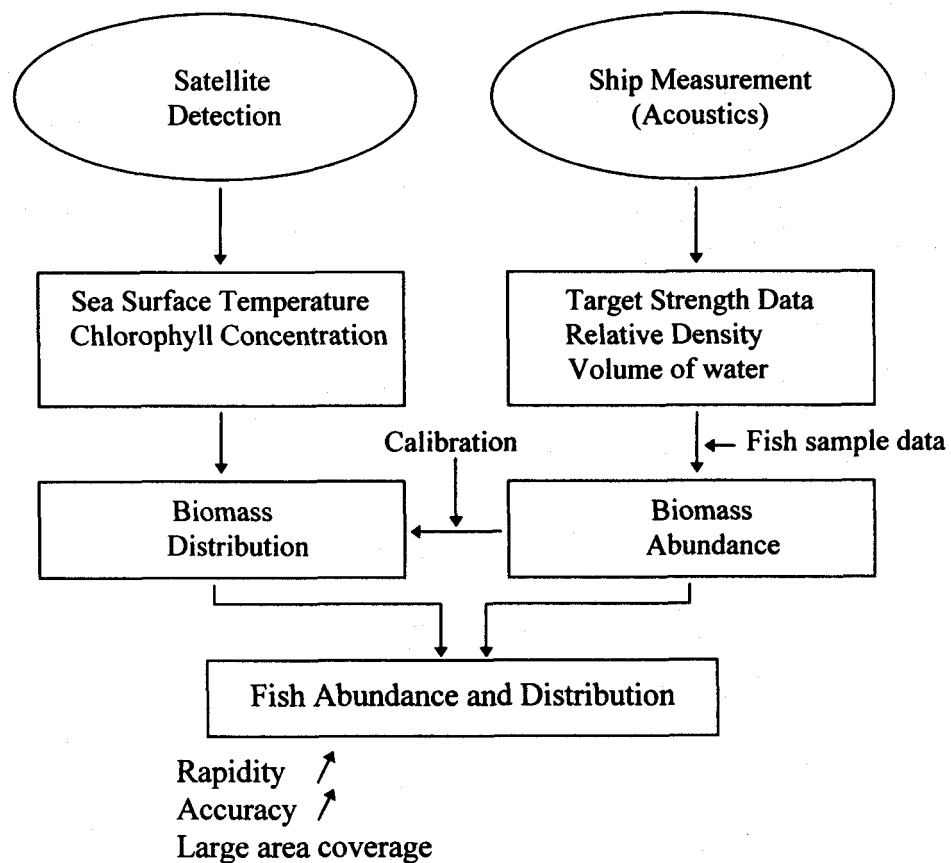 Satellite
Detection
Ship Measurement
(Acoustics)
Sea Surface Temperature
Chlorophyll Concentration
Target Strength Data
Relative Density
Volume of water
Calibration
Fish sample data
Biomass
Distribution
Biomass
Abundance
Fish Abundance and Distribution
Rapidity
Accuracy
Large area coverage